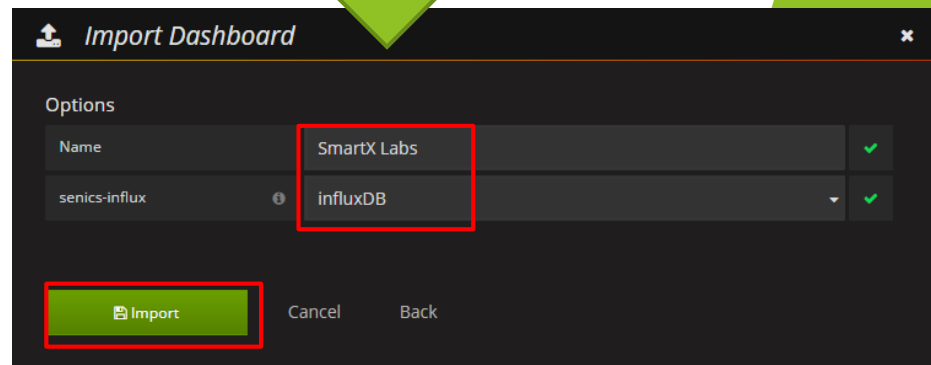 Import Dashboard
Options
Name SmartX Labs
senics-influx influxDB
Import Cancel Back